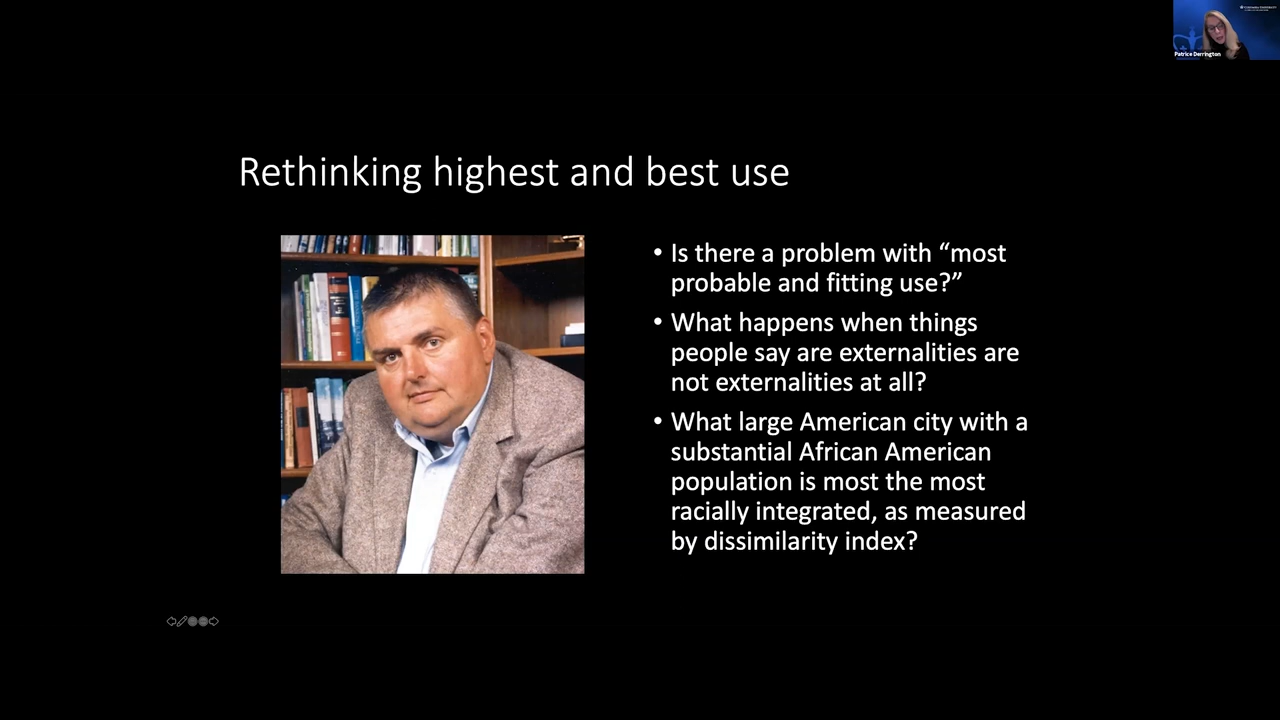 Patrice Derrington
Rethinking highest and best use
• Is there a problem with “most
probable and fitting use?”
• What happens when things
people say are externalities are
not externalities at all?
• What large American city with a
substantial African American
population is most the most
racially integrated, as measured
by dissimilarity index?